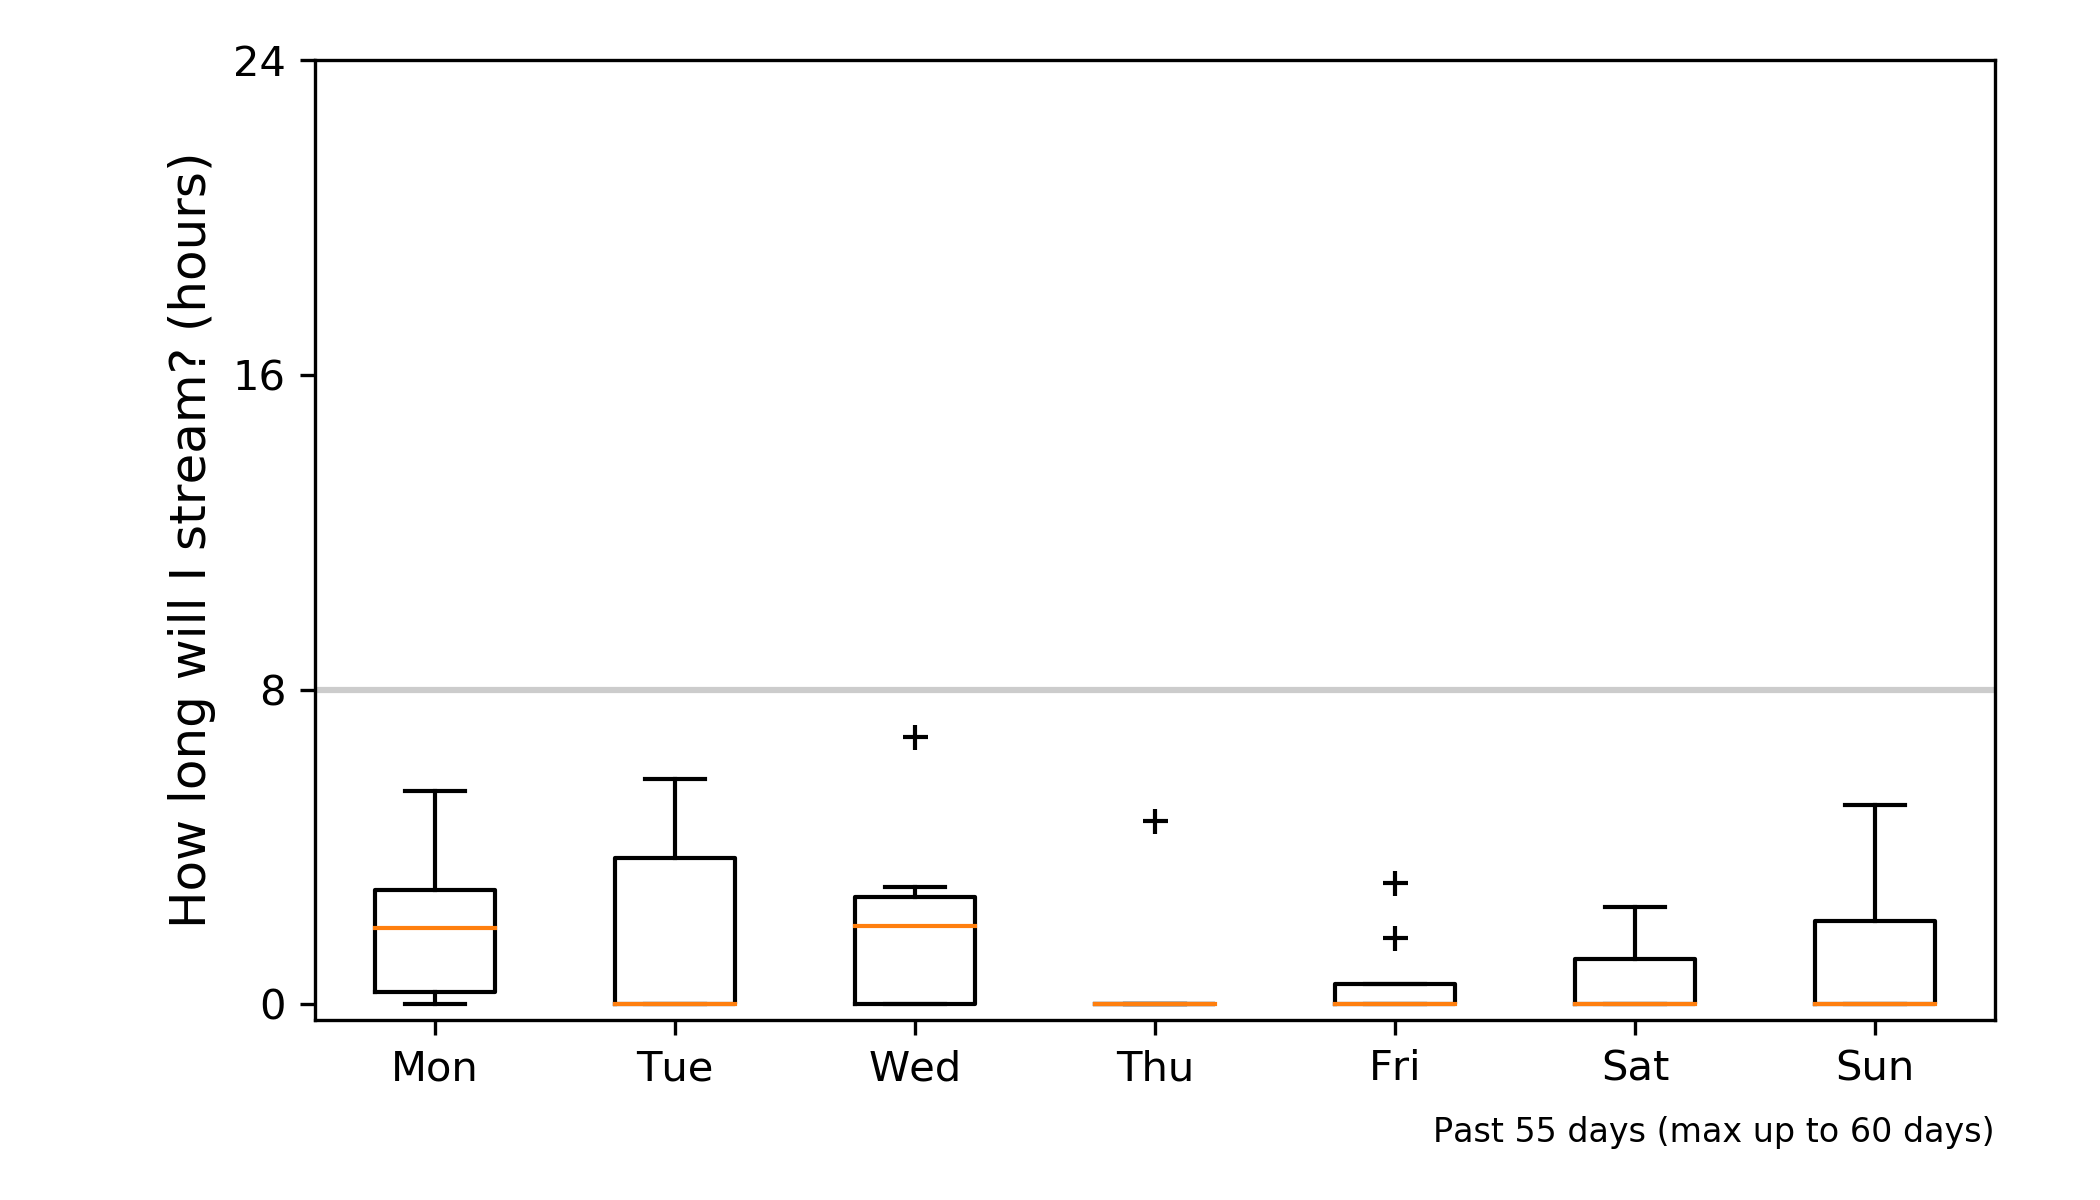 How long will I stream? (hours)
24
16
8
0
Mon Tue Wed Thu Fri Sat Sun
Past 55 days (max up to 60 days)